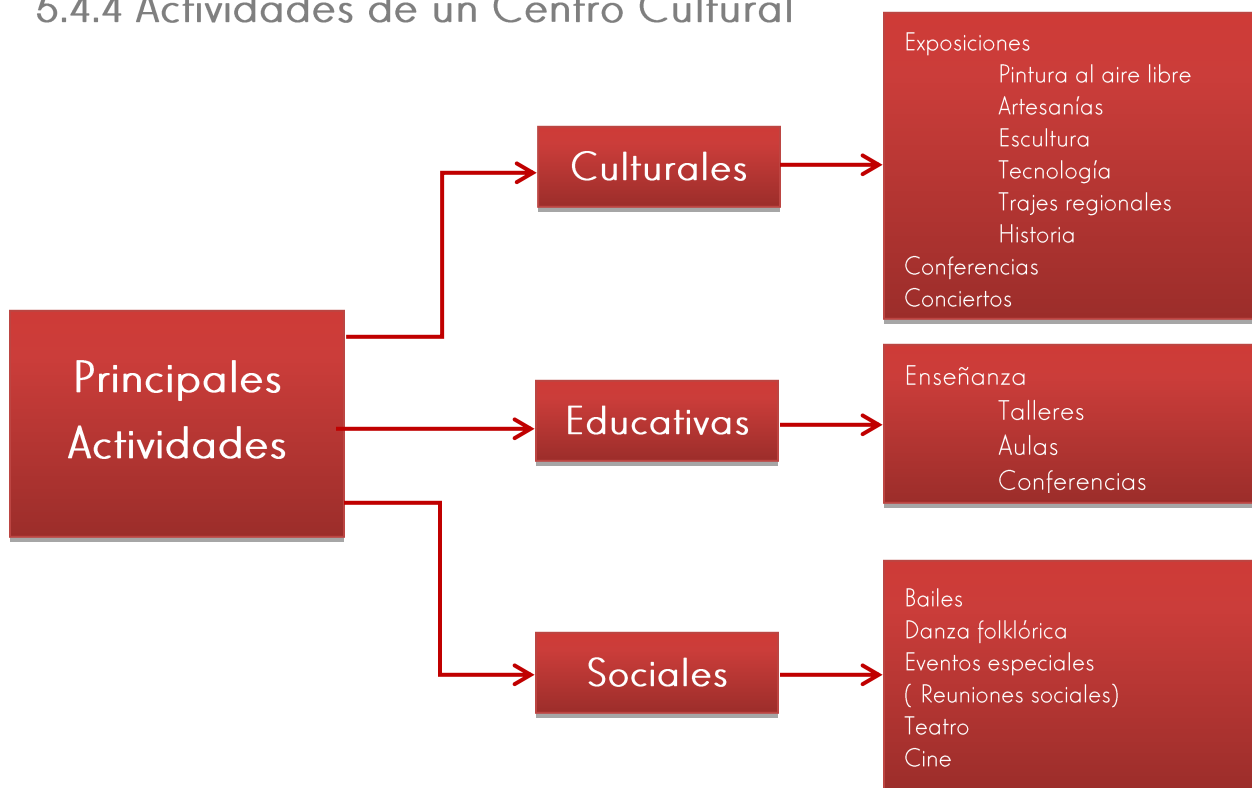 5.4.4 Actividades de un Centro Cultural
Principales
Actividades
Culturales
Exposiciones
Pintura al aire libre
Artesanías
Escultura
Tecnología
Trajes regionales
Historia
Conferencias
Conciertos
Educativas
Enseñanza
Talleres
Aulas
Conferencias
Sociales
Bailes
Danza folklórica
Eventos especiales
( Reuniones sociales)
Teatro
Cine